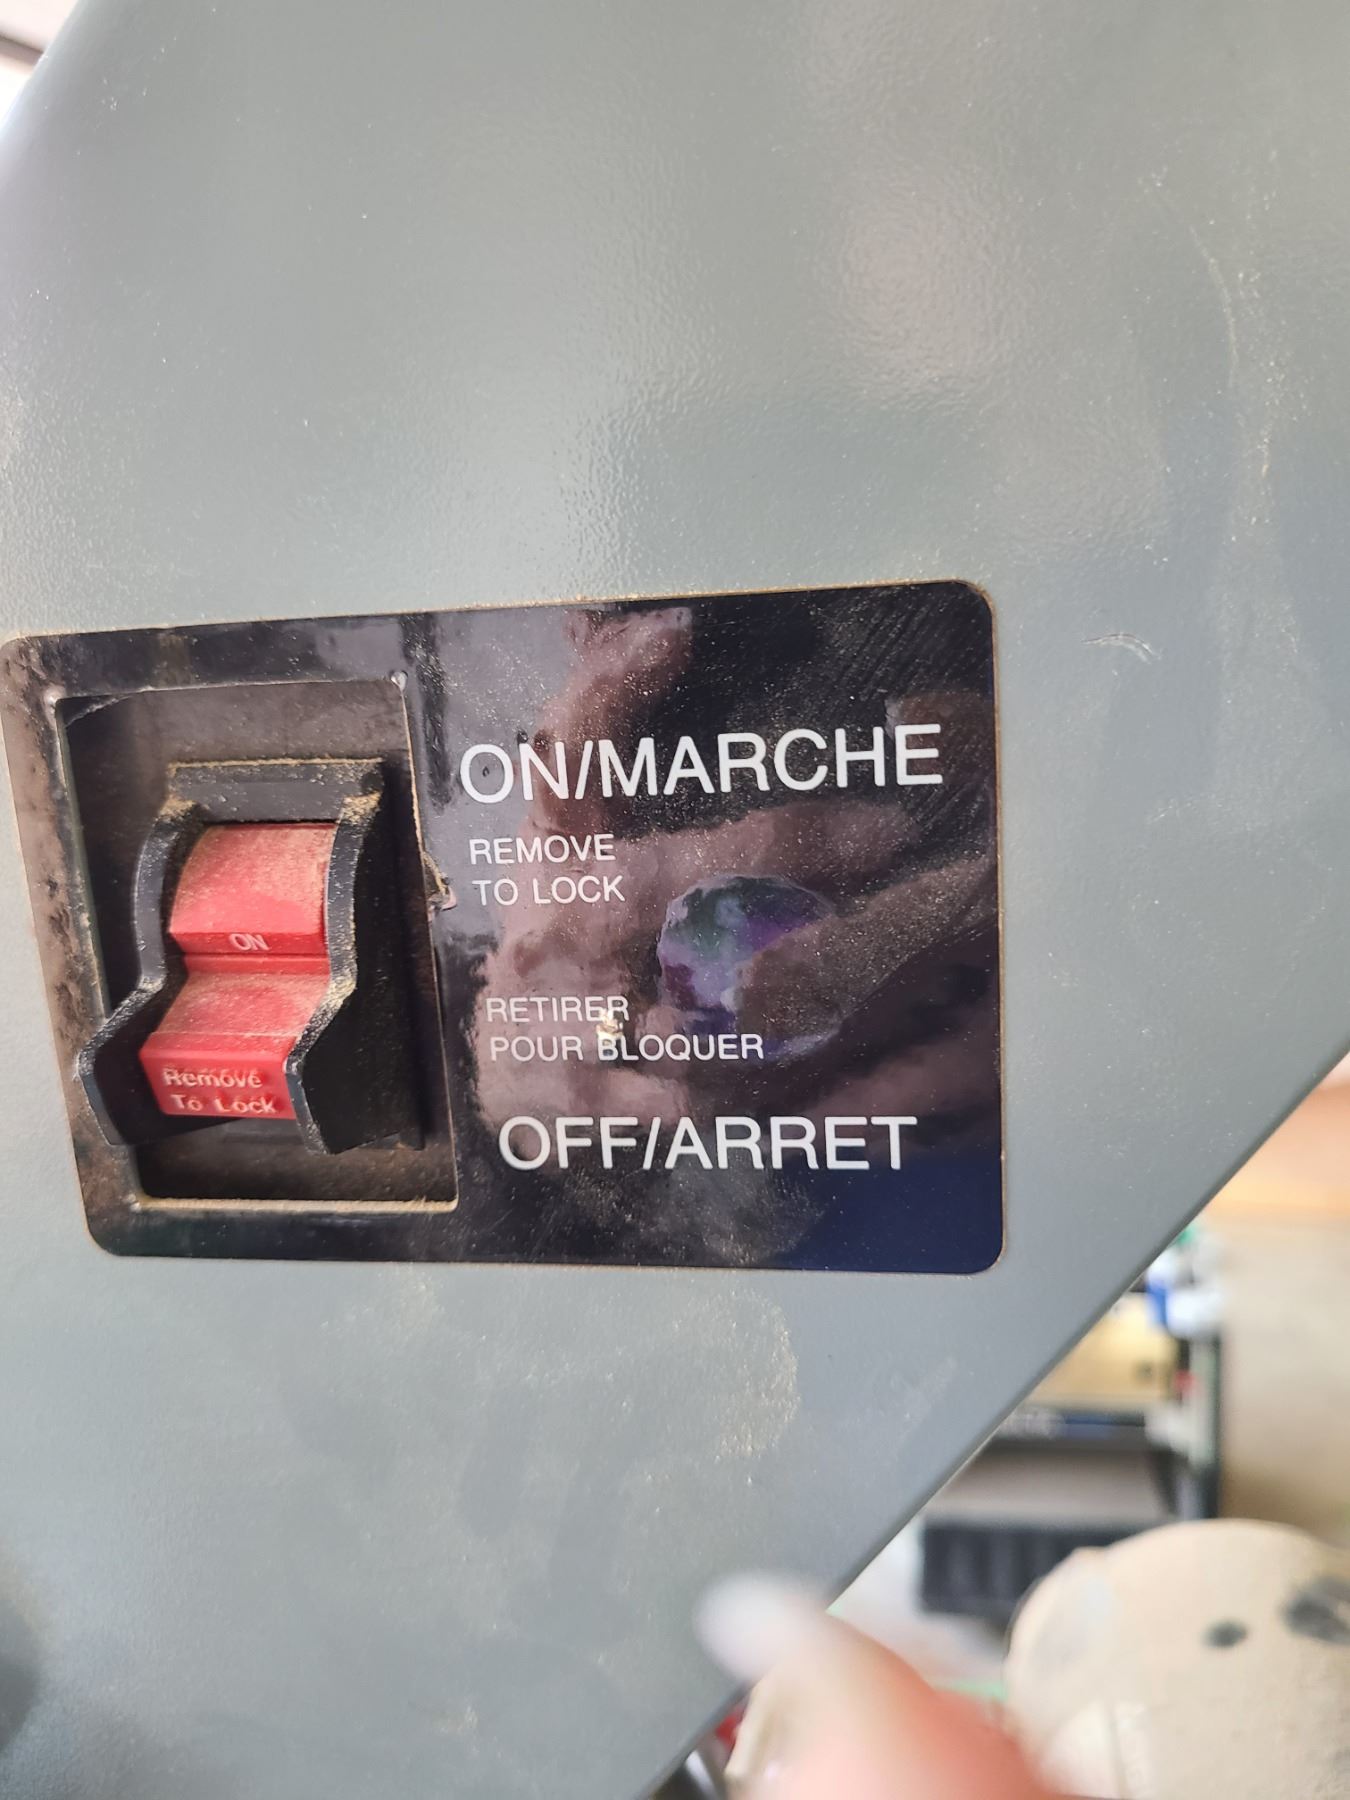 ON/MARCHE
REMOVE
TO LOCK
RETIRER
POUR BLOQUER
OFF/ARRET
ON
Remove
To Lock